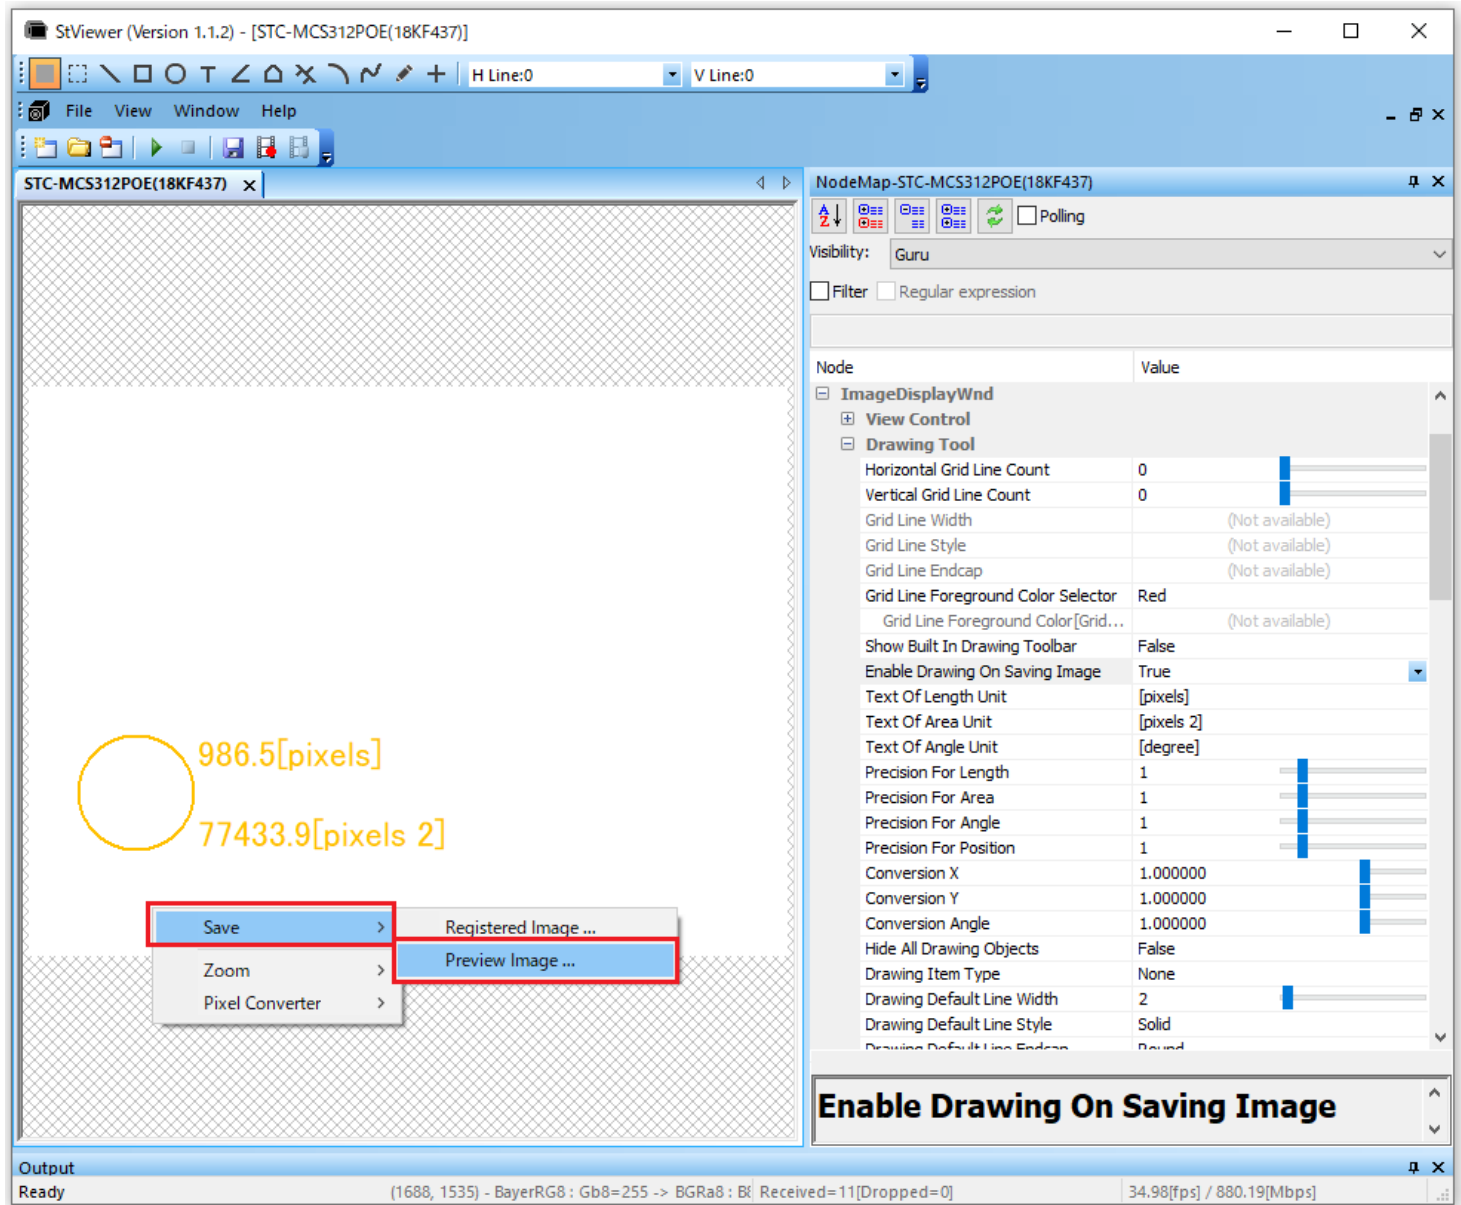 StViewer (Version 1.1.2) - [STC-MCS312POE(18KF437)]
H Line:0
V Line:0
File View Window Help
STC-MCS312POE(18KF437)
986.5[pixels]
77433.9[pixels 2]
Save
Zoom
Pixel Converter
Registered Image ...
Preview Image ...
NodeMap-STC-MCS312POE(18KF437)
Polling
Visibility: Guru
Filter Regular expression
Node Value
ImageDisplayWnd
View Control
Drawing Tool
Horizontal Grid Line Count 0
Vertical Grid Line Count 0
Grid Line Width (Not available)
Grid Line Style (Not available)
Grid Line Endcap (Not available)
Grid Line Foreground Color Selector Red
Grid Line Foreground Color[Grid... (Not available)
Show Built In Drawing Toolbar False
Enable Drawing On Saving Image True
Text Of Length Unit [pixels]
Text Of Area Unit [pixels 2]
Text Of Angle Unit [degree]
Precision For Length 1
Precision For Area 1
Precision For Angle 1
Precision For Position 1
Conversion X 1.000000
Conversion Y 1.000000
Conversion Angle 1.000000
Hide All Drawing Objects False
Drawing Item Type None
Drawing Default Line Width 2
Drawing Default Line Style Solid
Drawing Default Line Endcap Round
Enable Drawing On Saving Image
Output
Ready
(1688, 1535) - BayerRG8 : Gb8=255 -> BGRa8 :
Received=11[Dropped=0]
34.98[fps] / 880.19[Mbps]